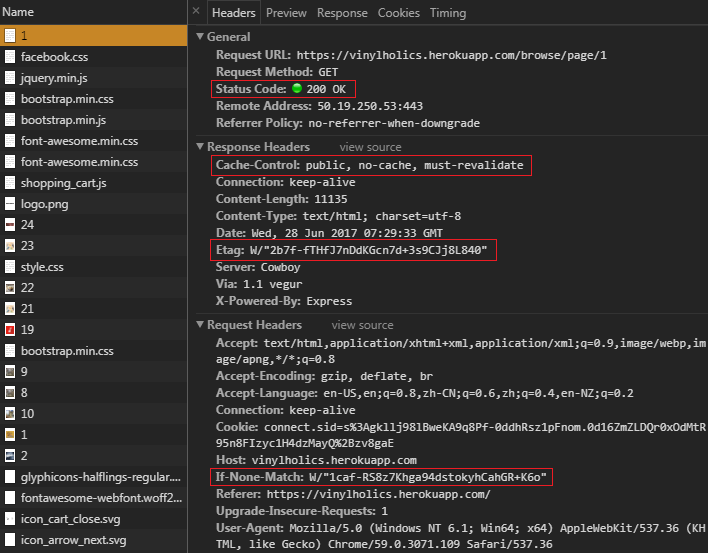 Name
1
facebook.css
jquery.min.js
bootstrap.min.css
bootstrap.min.js
font-awesome.min.css
font-awesome.min.css
shopping_cart.js
logo.png
24
23
style.css
22
21
19
bootstrap.min.css
9
8
10
1
2
glyphicons-halflings-regular....
fontawesome-webfont.woff2...
icon_cart_close.svg
icon_arrow_next.svg
× Headers Preview Response Cookies Timing
▼ General
Request URL: https://vinylholics.herokuapp.com/browse/page/1
Request Method: GET
Status Code: 200 OK
Remote Address: 50.19.250.53:443
Referrer Policy: no-referrer-when-downgrade
▼ Response Headers view source
Cache-Control: public, no-cache, must-revalidate
Connection: keep-alive
Content-Length: 11135
Content-Type: text/html; charset=utf-8
Date: Wed, 28 Jun 2017 07:29:33 GMT
Etag: W/"2b7f-fTHfJ7nDdKGcn7d+3s9CJj8L840"
Server: Cowboy
Via: 1.1 vegur
X-Powered-By: Express
▼ Request Headers view source
Accept: text/html,application/xhtml+xml,application/xml;q=0.9,image/webp,im
age/apng,*/*;q=0.8
Accept-Encoding: gzip, deflate, br
Accept-Language: en-US,en;q=0.8,zh-CN;q=0.6,zh;q=0.4,en-NZ;q=0.2
Connection: keep-alive
Cookie: connect.sid=s%3Agkllj98lBweKA9q8Pf-0ddhRsz1pFnom.0d16ZmZLDQr0xOdMtR
95n8FIzyc1H4dzMayQ%2Bzv8gaE
Host: vinylholics.herokuapp.com
If-None-Match: W/"1caf-RS8z7Khga94dstokyhCahGR+K6o"
Referer: https://vinylholics.herokuapp.com/
Upgrade-Insecure-Requests: 1
User-Agent: Mozilla/5.0 (Windows NT 6.1; Win64; x64) AppleWebKit/537.36 (KH
TML, like Gecko) Chrome/59.0.3071.109 Safari/537.36